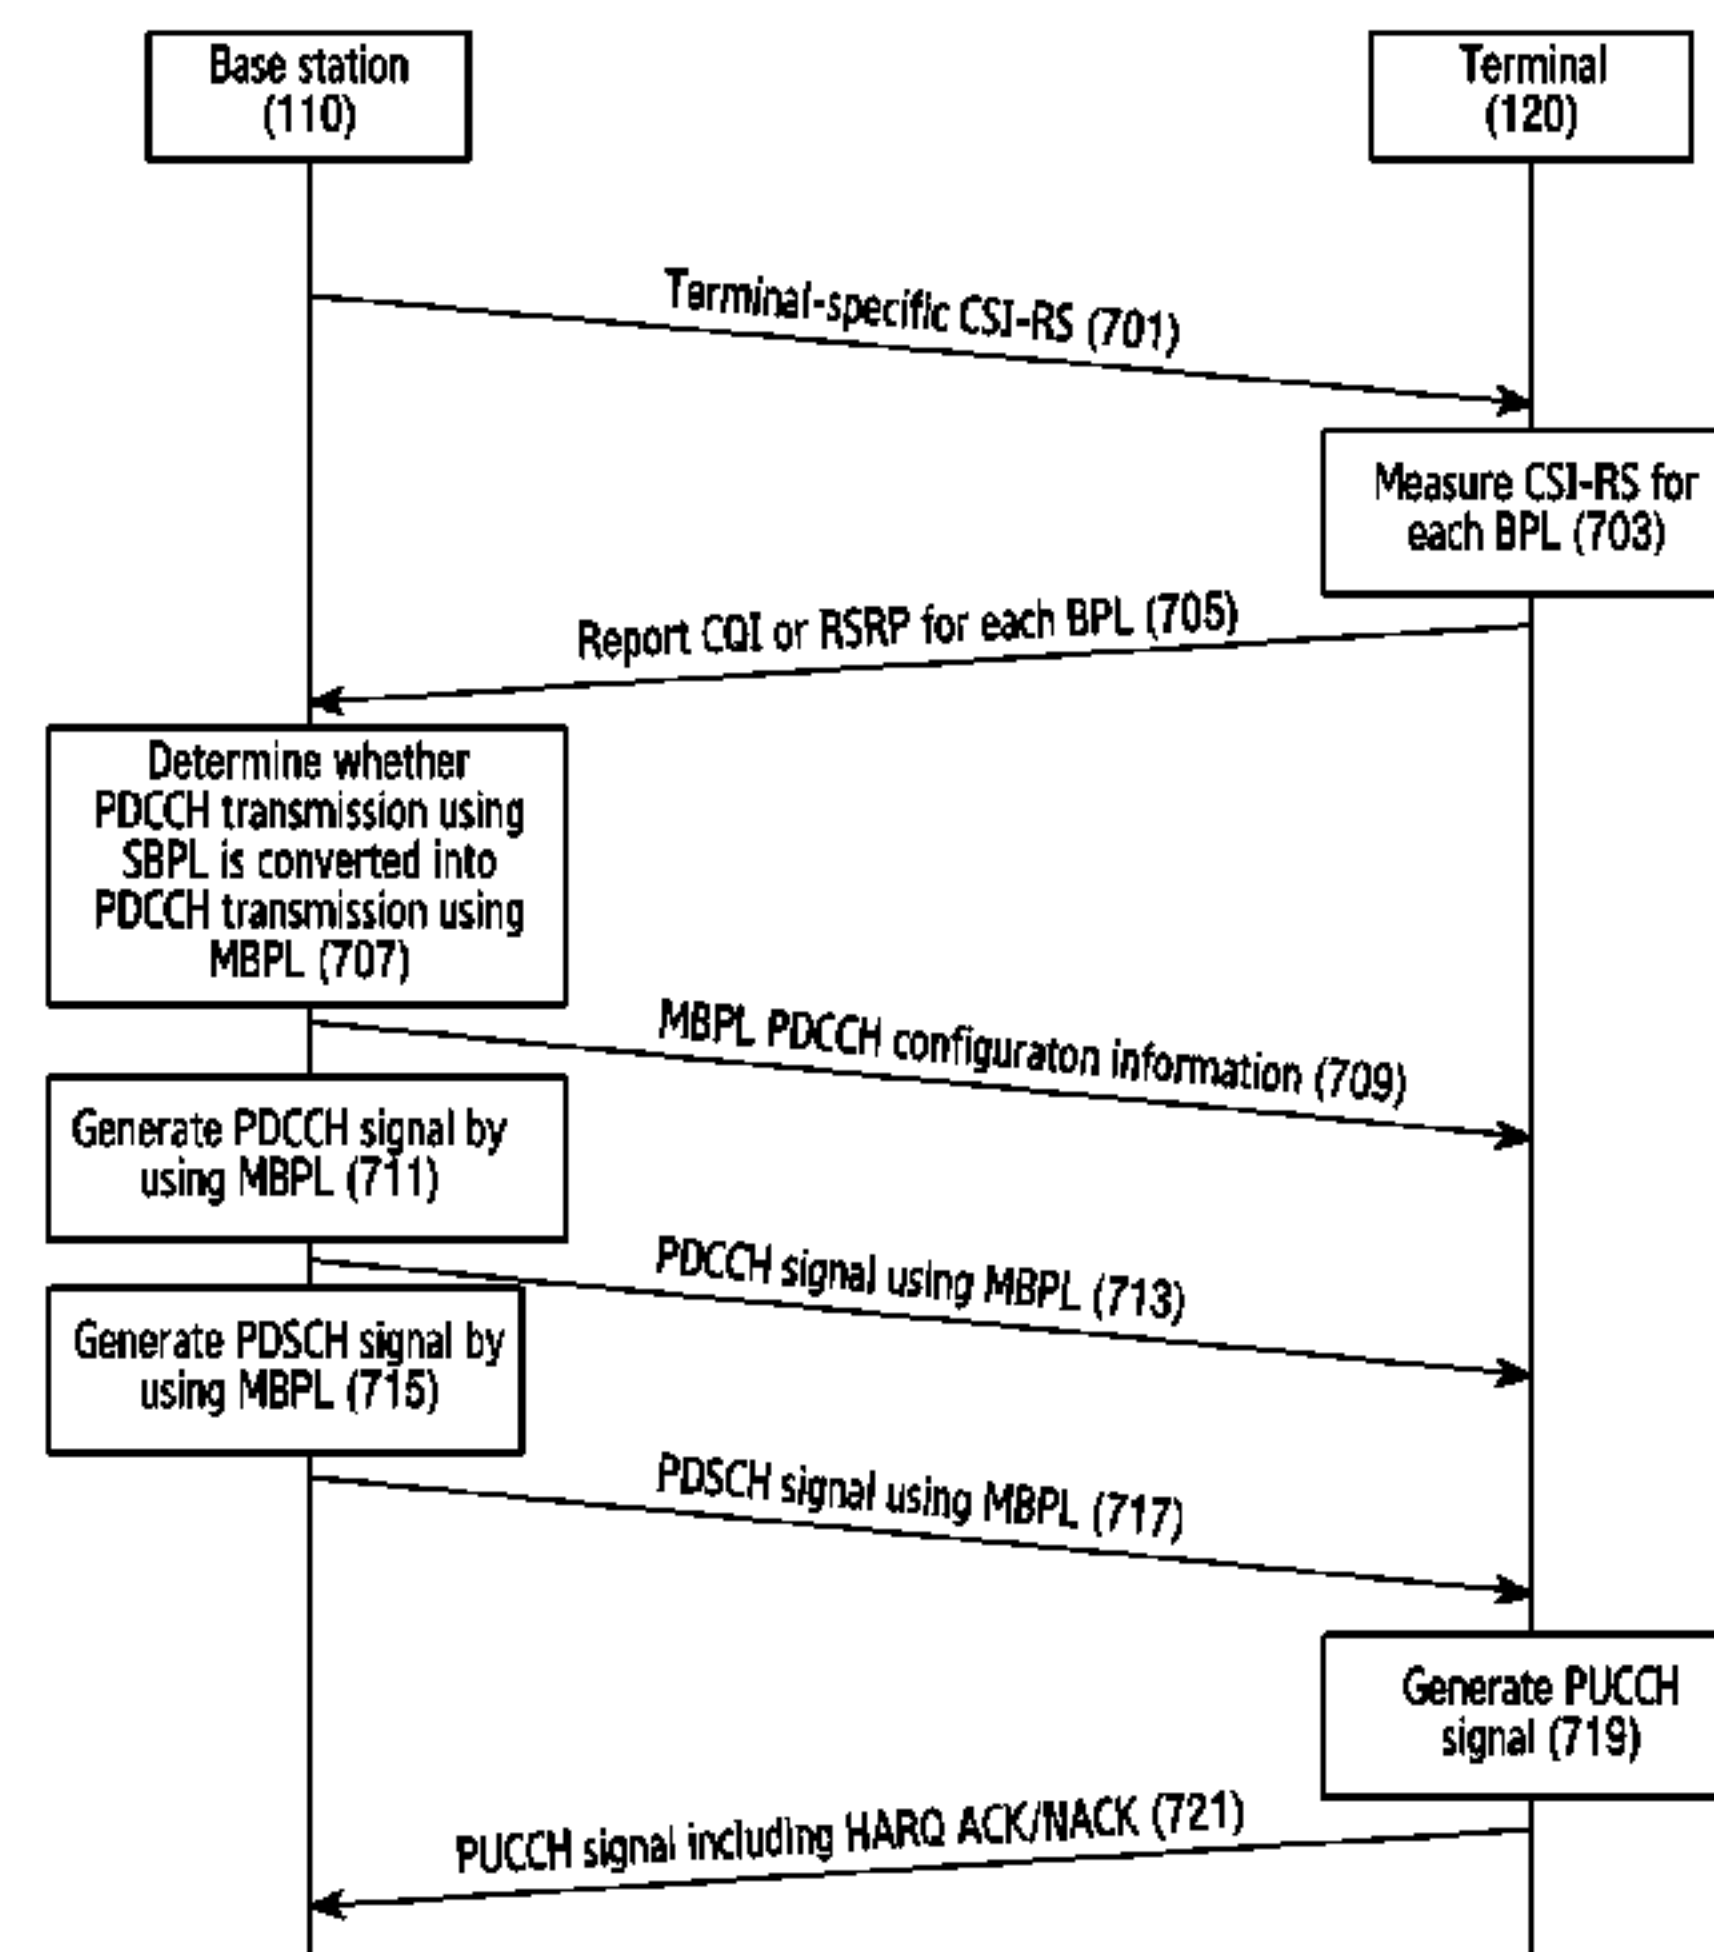 Base station
(110)
Terminal
(120)
Terminal-specific CSI-RS (701)
Measure CSI-RS for
each BPL (703)
Report CQI or RSRP for each BPL (705)
Determine whether
PDCCH transmission using
SBPL is converted into
PDCCH transmission using
MBPL (707)
MBPL PDCCH configuraton information (709)
Generate PDCCH signal by
using MBPL (711)
PDCCH signal using MBPL (713)
Generate PDSCH signal by
using MBPL (715)
PDSCH signal using MBPL (717)
Generate PUCCH
signal (719)
PUCCH signal including HARQ ACK/NACK (721)